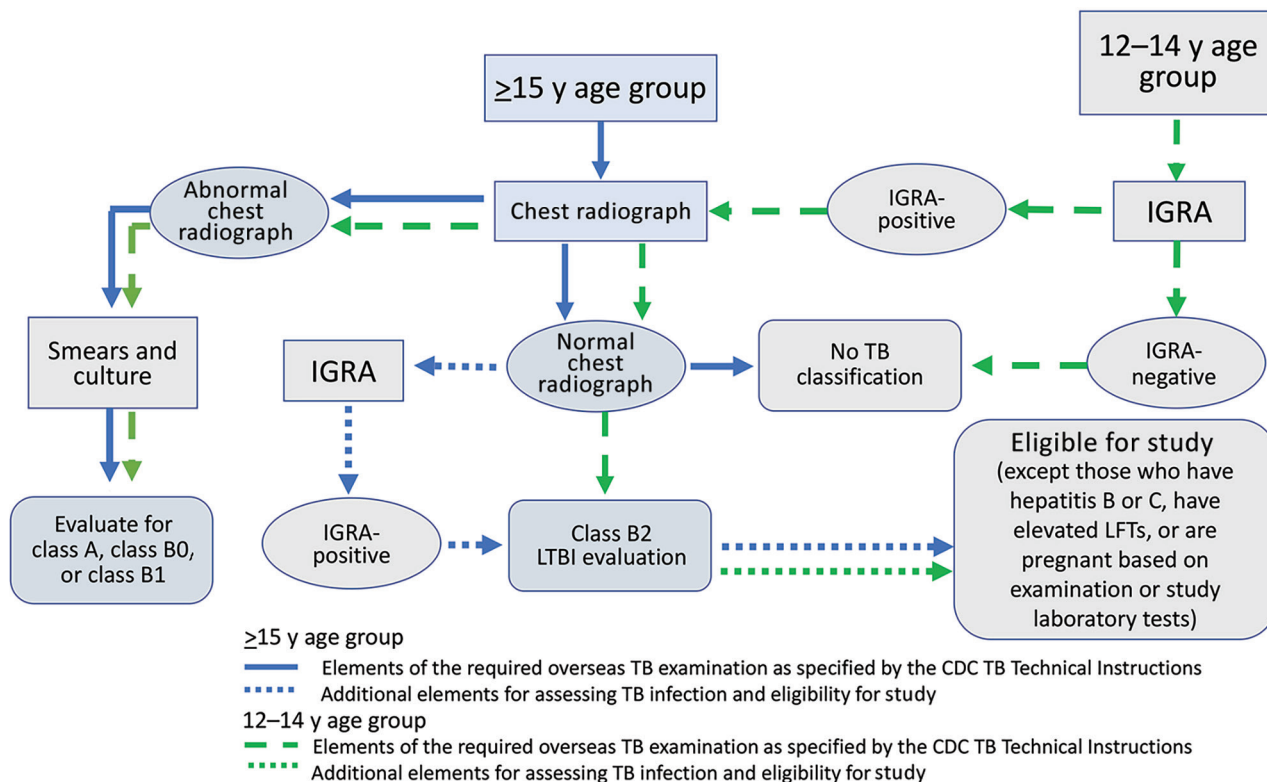 ≥15 y age group
12–14 y age
group
Abnormal
chest
radiograph
Chest radiograph
IGRA-
positive
IGRA
Smears and
culture
IGRA
Normal
chest
radiograph
No TB
classification
IGRA-
negative
Evaluate for
class A, class B0,
or class B1
IGRA-
positive
Class B2
LTBI evaluation
Eligible for study
(except those who have
hepatitis B or C, have
elevated LFTs, or are
pregnant based on
examination or study
laboratory tests)
≥15 y age group
Elements of the required overseas TB examination as specified by the CDC TB Technical Instructions
Additional elements for assessing TB infection and eligibility for study
12–14 y age group
Elements of the required overseas TB examination as specified by the CDC TB Technical Instructions
Additional elements for assessing TB infection and eligibility for study